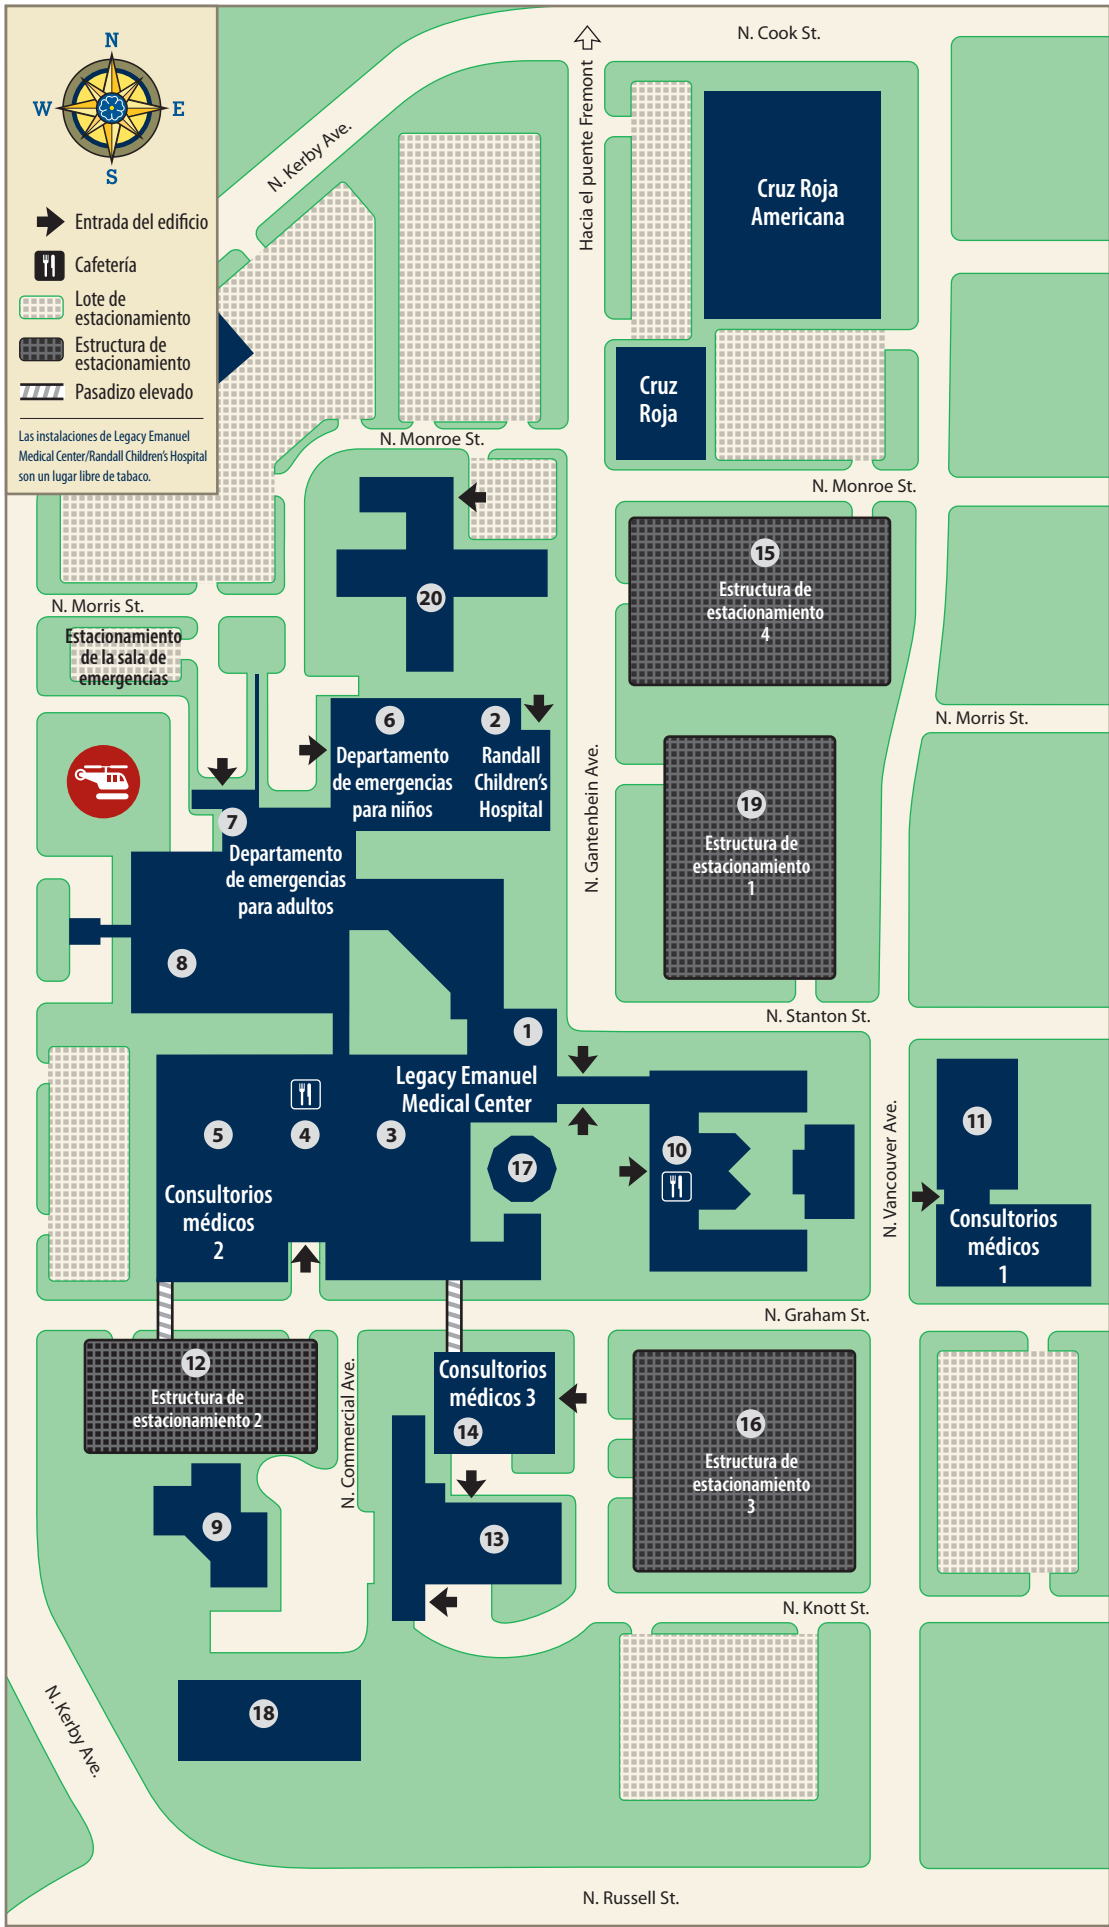 N
W
E
S
Entrada del edificio
Cafetería
Lote de
estacionamiento
Estructura de
estacionamiento
Pasadizo elevado
Las instalaciones de Legacy Emanuel
Medical Center/Randall Children's Hospital
son un lugar libre de tabaco.
N. Cook St.
N. Kerby Ave.
Hacia el puente Fremont
Cruz Roja
Americana
Cruz
Roja
N. Monroe St.
N. Monroe St.
15
Estructura de
estacionamiento
4
20
N. Morris St.
Estacionamiento
de la sala de
emergencias
6
Departamento
de emergencias
para niños
2
Randall
Children's
Hospital
N. Morris St.
N. Gantenbein Ave.
19
Estructura de
estacionamiento
1
7
Departamento
de emergencias
para adultos
8
N. Stanton St.
1
Legacy Emanuel
Medical Center
5
4
3
17
10
11
N. Vancouver Ave.
Consultorios
médicos
2
Consultorios
médicos
1
N. Graham St.
12
Estructura de
estacionamiento 2
N. Commercial Ave.
Consultorios
médicos 3
14
16
Estructura de
estacionamiento
3
9
13
N. Knott St.
N. Kerby Ave.
18
N. Russell St.